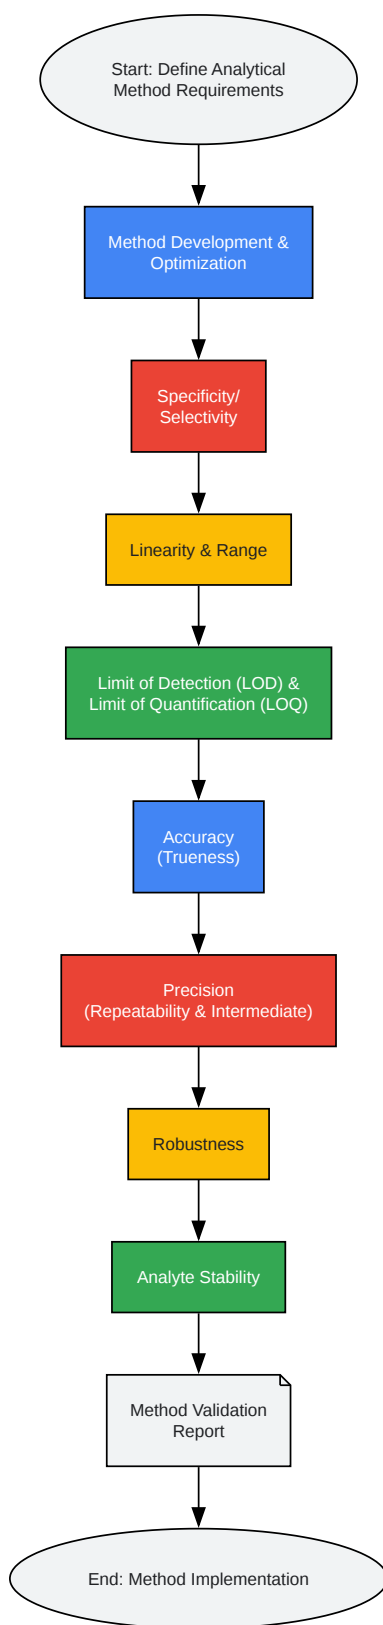 Start: Define Analytical
Method Requirements
Method Development &
Optimization
Specificity/
Selectivity
Linearity & Range
Limit of Detection (LOD) &
Limit of Quantification (LOQ)
Accuracy
(Trueness)
Precision
(Repeatability & Intermediate)
Robustness
Analyte Stability
Method Validation
Report
End: Method Implementation